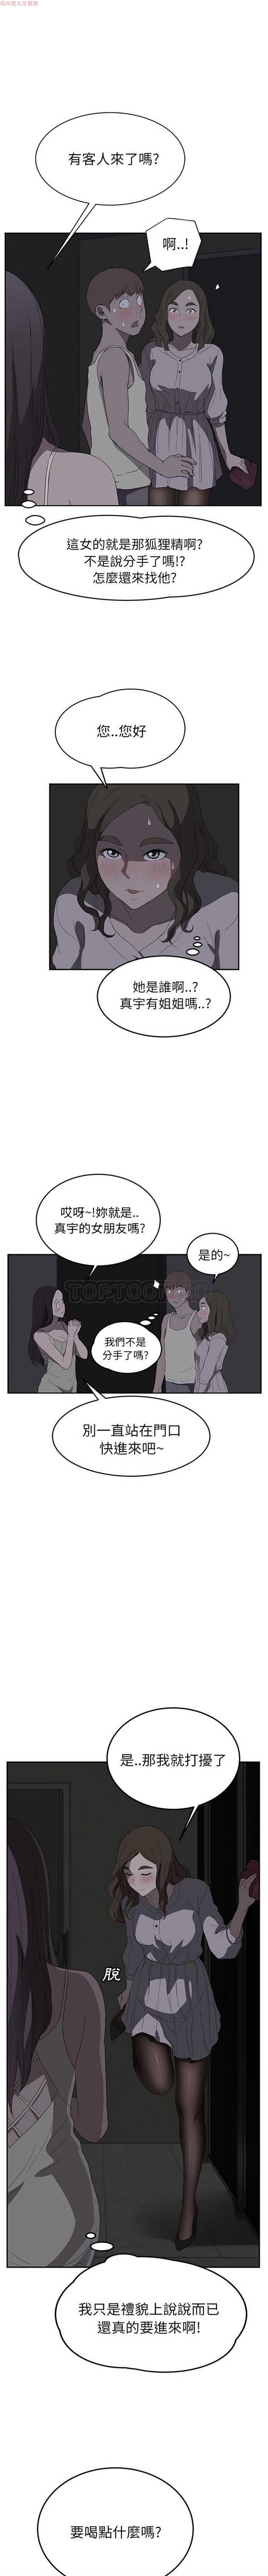 有客人來了嗎?
啊..!
這女的就是那狐狸精啊?
不是說分手了嗎!?
怎麼還來找他?
您..您好
她是誰啊..?
真宇有姐姐嗎..?
哎呀~!妳就是..
真宇的女朋友嗎?
是的~
TOPTOON
我們不是
分手了嗎?
別一直站在門口
快進來吧~
是..那我就打擾了
脫
我只是禮貌上說說而已
還真的要進來啊!
要喝點什麼嗎?